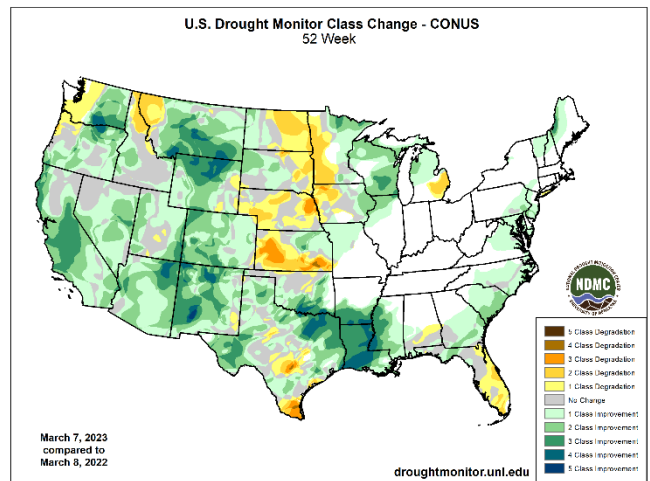 U.S. Drought Monitor Class Change - CONUS
52 Week
NDMC
5 Class Degradation
4 Class Degradation
3 Class Degradation
2 Class Degradation
1 Class Degradation
No Change
1 Class Improvement
2 Class Improvement
3 Class Improvement
4 Class Improvement
5 Class Improvement
March 7, 2023
compared to
March 8, 2022
droughtmonitor.unl.edu